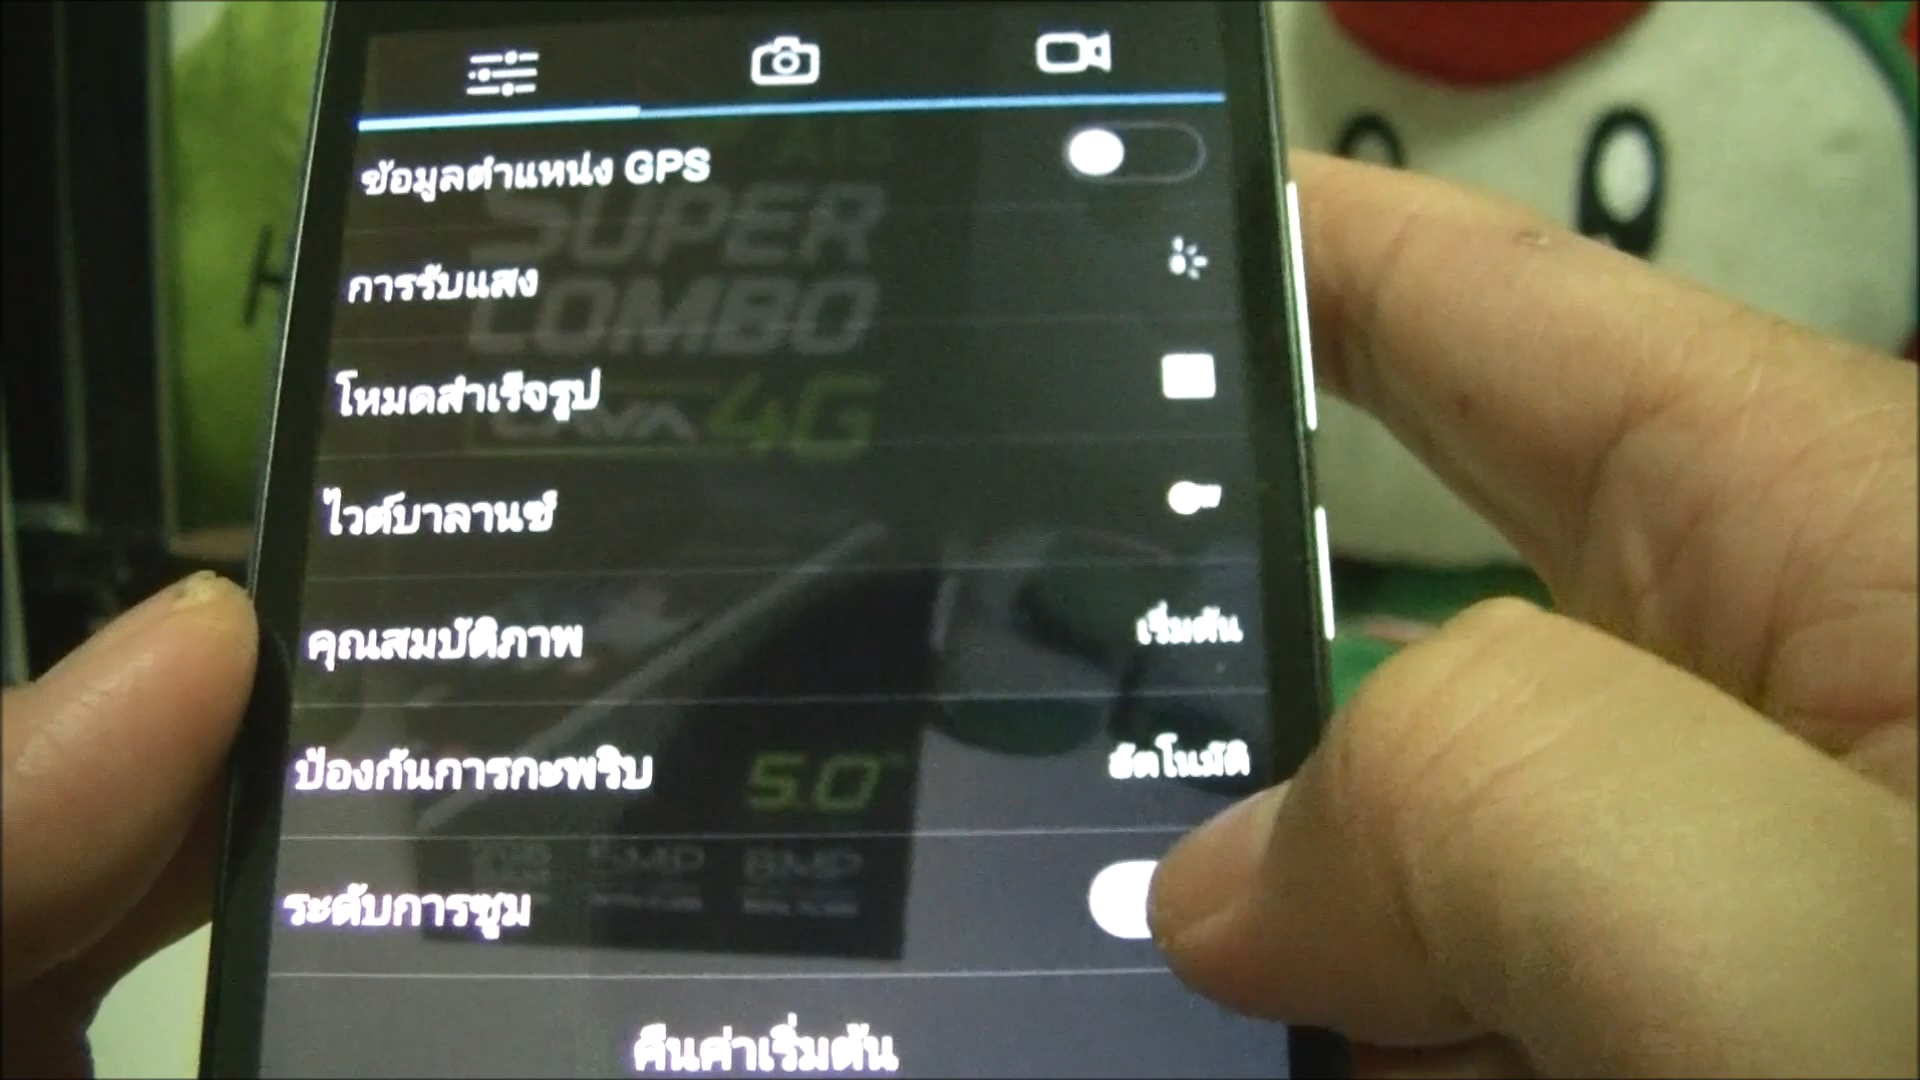 ข้อมูลตำแหน่ง GPS
SUPER
การรับแสง
COMBO
โหมดสำเร็จรูป
LAVA 4G
ไวต์บาลานซ์
คุณสมบัติภาพ
เริ่มต้น
ป้องกันการกะพริบ
5.0"
อัตโนมัติ
5MP
8MP
ระดับการซูม
คืนค่าเริ่มต้น